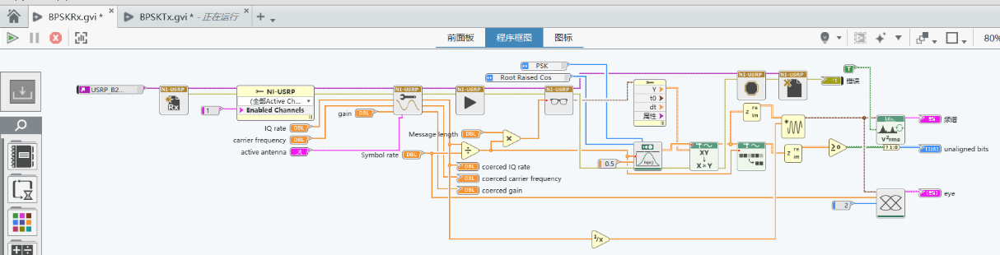 BPSKRx.gvi *
BPSKTx.gvi * - 正在运行
前面板
程序框图
图标
80%
PSK
Root Raised Cos
USRP_B2...
NI-USRP
Rx
NI-USRP
(全部Active Ch...
Enabled Channels
1
NI-USRP
NI-USRP
NI-USRP
Y
t0
dt
属性
NI-USRP
NI-USRP
T
错误
IQ rate
DBL
carrier frequency
DBL
active antenna
gain
DBL
Message length
DBL
Symbol rate
DBL
DBL
coerced IQ rate
DBL
coerced carrier frequency
DBL
coerced gain
0.5
h(n)
XY
X*Y
z
re
im
z
re
im
≥0
V²rms
频谱
? 1:0
unaligned bits
2
eye
1/x